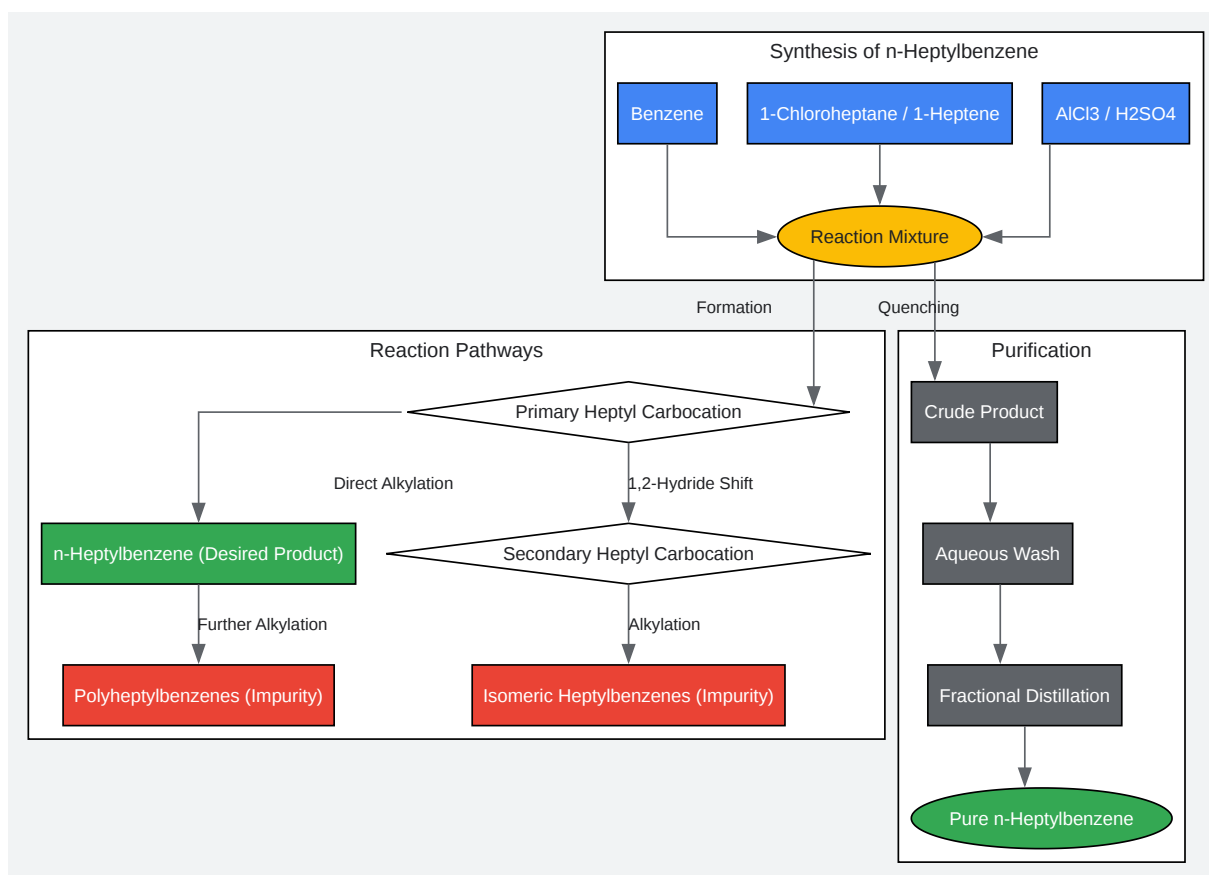 Synthesis of n-Heptylbenzene
Benzene
1-Chloroheptane / 1-Heptene
AlCl3 / H2SO4
Reaction Mixture
Formation
Quenching
Reaction Pathways
Primary Heptyl Carbocation
Direct Alkylation
1,2-Hydride Shift
n-Heptylbenzene (Desired Product)
Secondary Heptyl Carbocation
Further Alkylation
Alkylation
Polyheptylbenzenes (Impurity)
Isomeric Heptylbenzenes (Impurity)
Purification
Crude Product
Aqueous Wash
Fractional Distillation
Pure n-Heptylbenzene